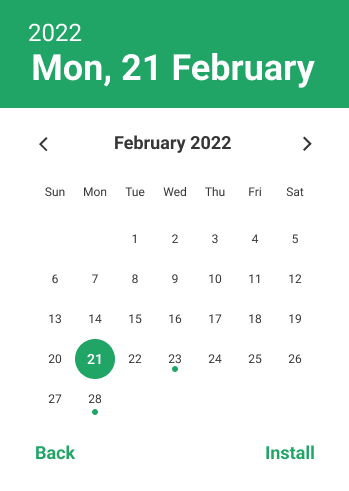 2022
Mon, 21 February
February 2022
Sun Mon Tue Wed Thu Fri Sat
1 2 3 4 5
6 7 8 9 10 11 12
13 14 15 16 17 18 19
20 21 22 23 24 25 26
27 28
Back Install